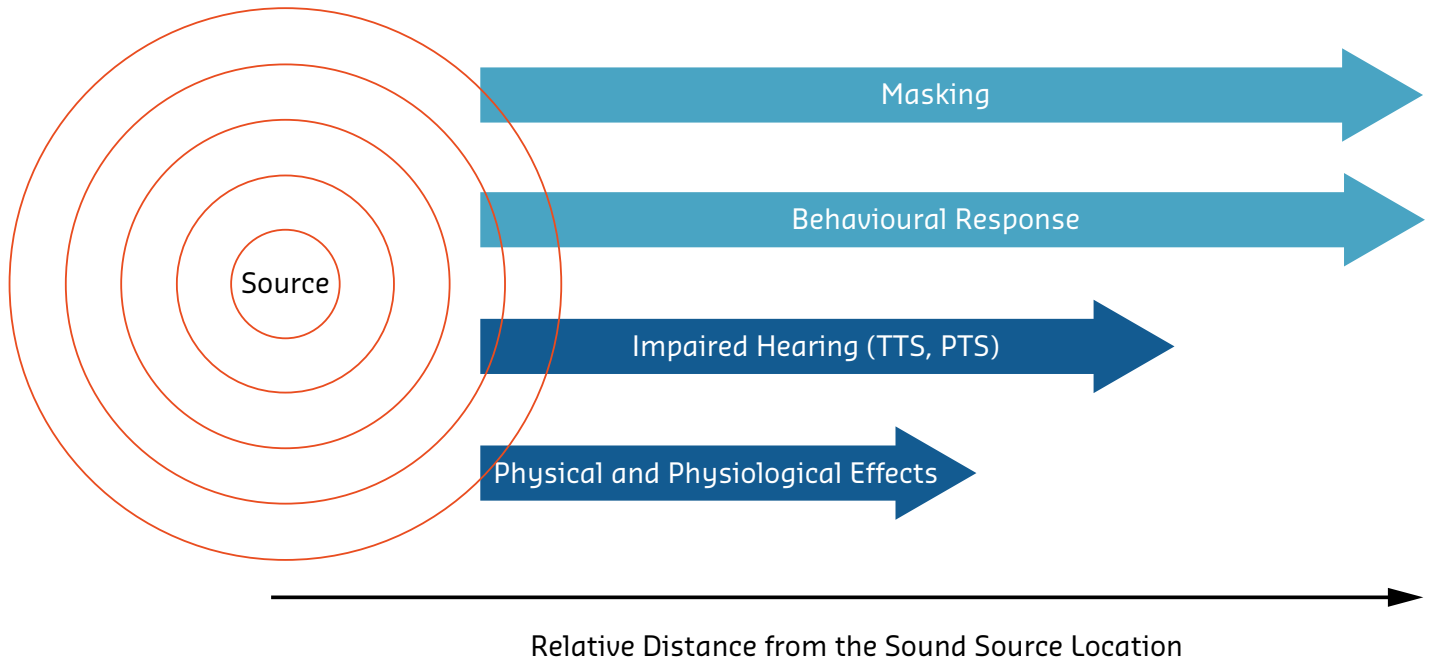 Masking
Behavioural Response
Source
Impaired Hearing (TTS, PTS)
Physical and Physiological Effects
Relative Distance from the Sound Source Location